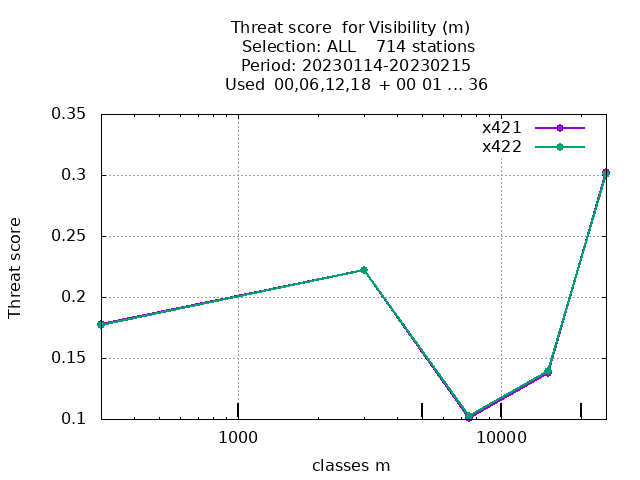 Threat score  for Visibility (m)
Selection: ALL    714 stations
Period: 20230114-20230215
Used  00,06,12,18 + 00 01 ... 36
0.35
x421
x422
0.3
0.25
Threat score
0.2
0.15
0.1
1000
10000
classes m